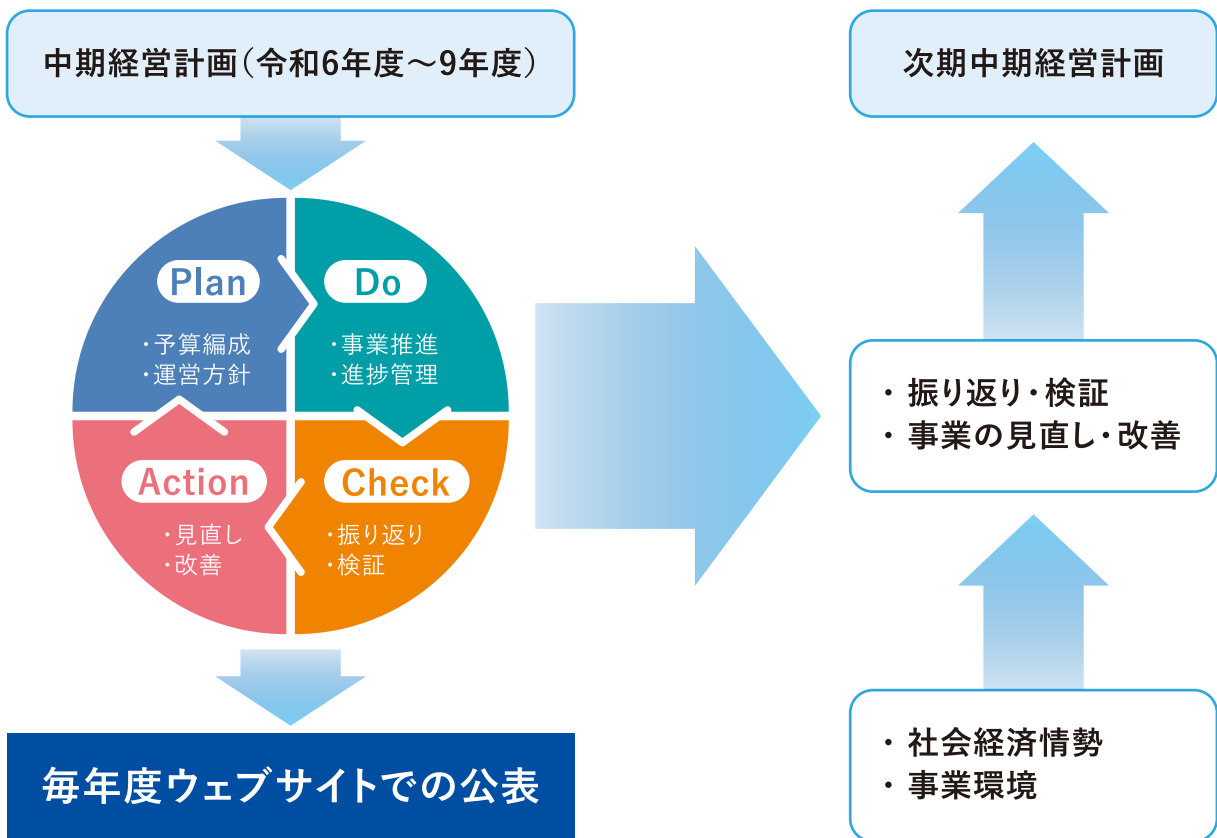 中期経営計画（令和6年度～9年度）
Plan
・予算編成
・運営方針
Do
・事業推進
・進捗管理
Check
・振り返り
・検証
Action
・見直し
・改善
毎年度ウェブサイトでの公表
次期中期経営計画
・振り返り・検証
・事業の見直し・改善
・社会経済情勢
・事業環境